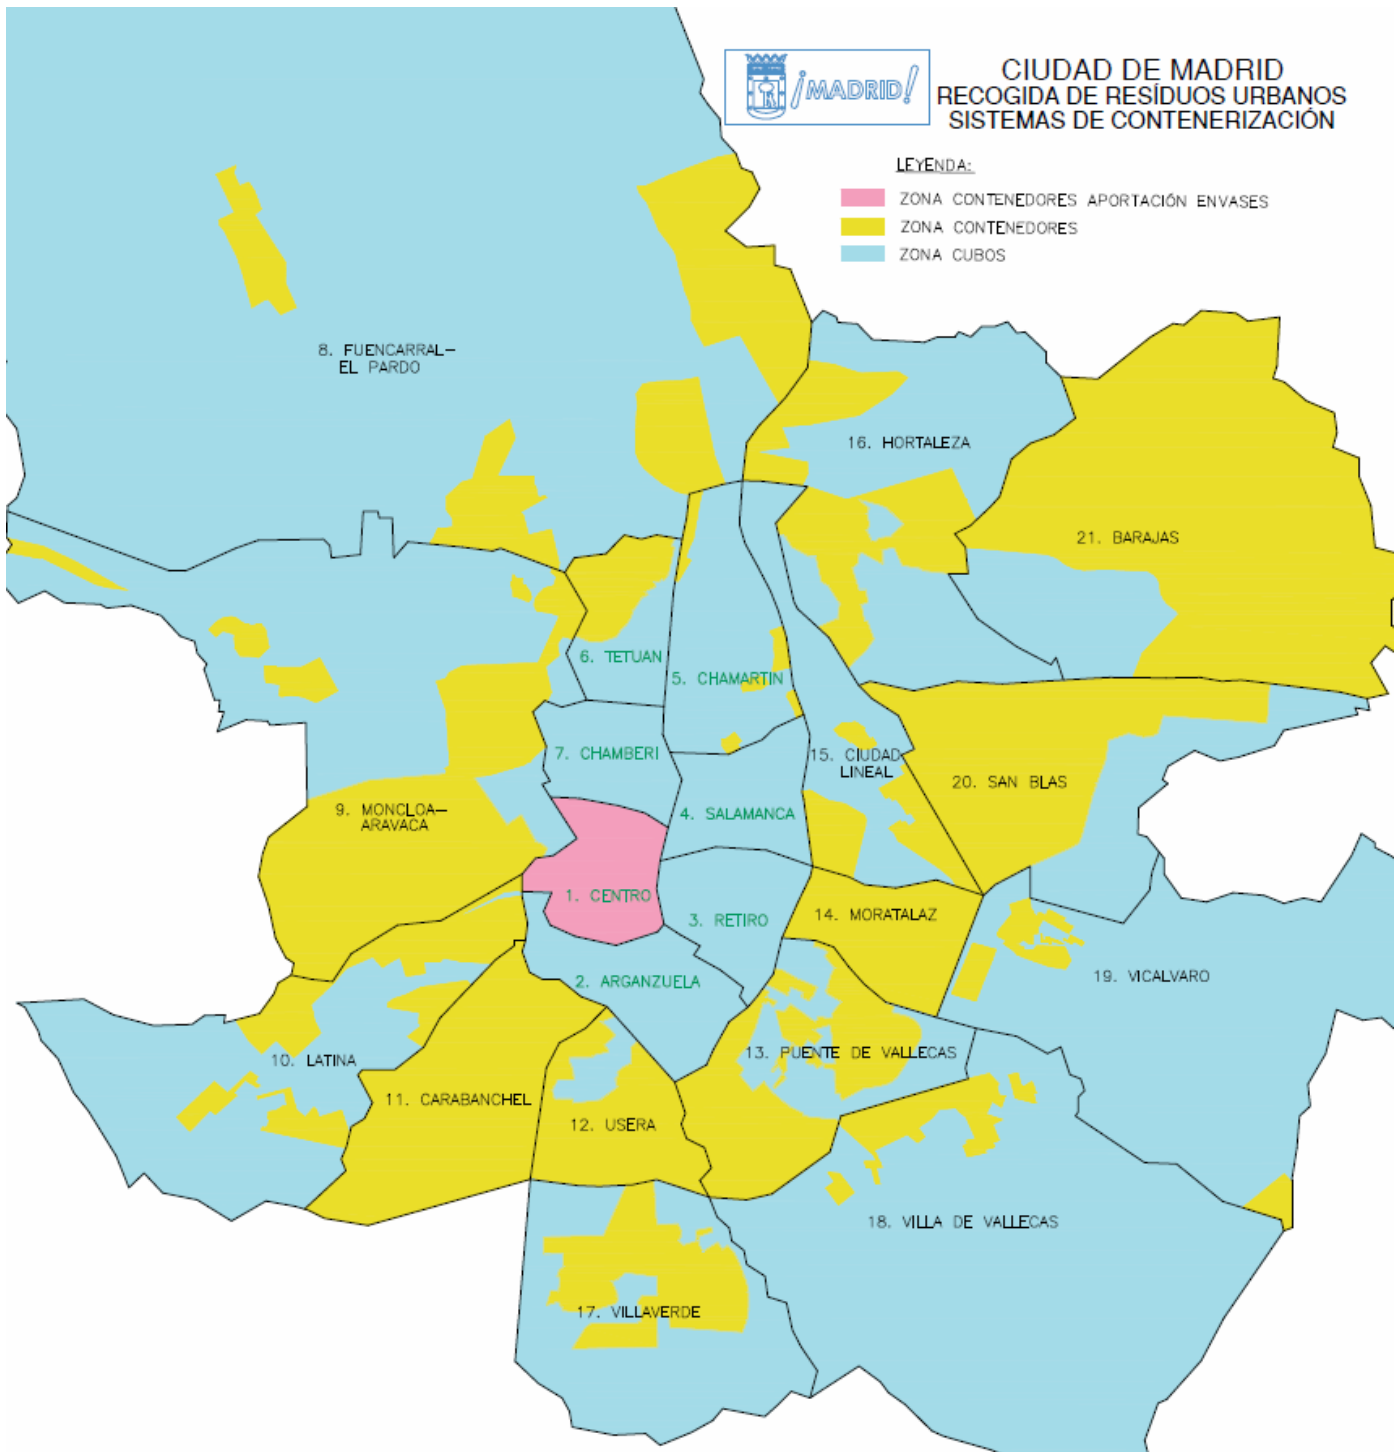 ¡MADRID!
CIUDAD DE MADRID
RECOGIDA DE RESÍDUOS URBANOS
SISTEMAS DE CONTENERIZACIÓN
LEYENDA:
ZONA CONTENEDORES APORTACIÓN ENVASES
ZONA CONTENEDORES
ZONA CUBOS
8. FUENCARRAL—
EL PARDO
16. HORTALEZA
21. BARAJAS
6. TETUAN
5. CHAMARTIN
7. CHAMBERI
15. CIUDAD
LINEAL
20. SAN BLAS
9. MONCLOA—
ARAVACA
4. SALAMANCA
1. CENTRO
3. RETIRO
14. MORATALAZ
2. ARGANZUELA
19. VICALVARO
10. LATINA
13. PUENTE DE VALLECAS
11. CARABANCHEL
12. USERA
18. VILLA DE VALLECAS
17. VILLAVERDE